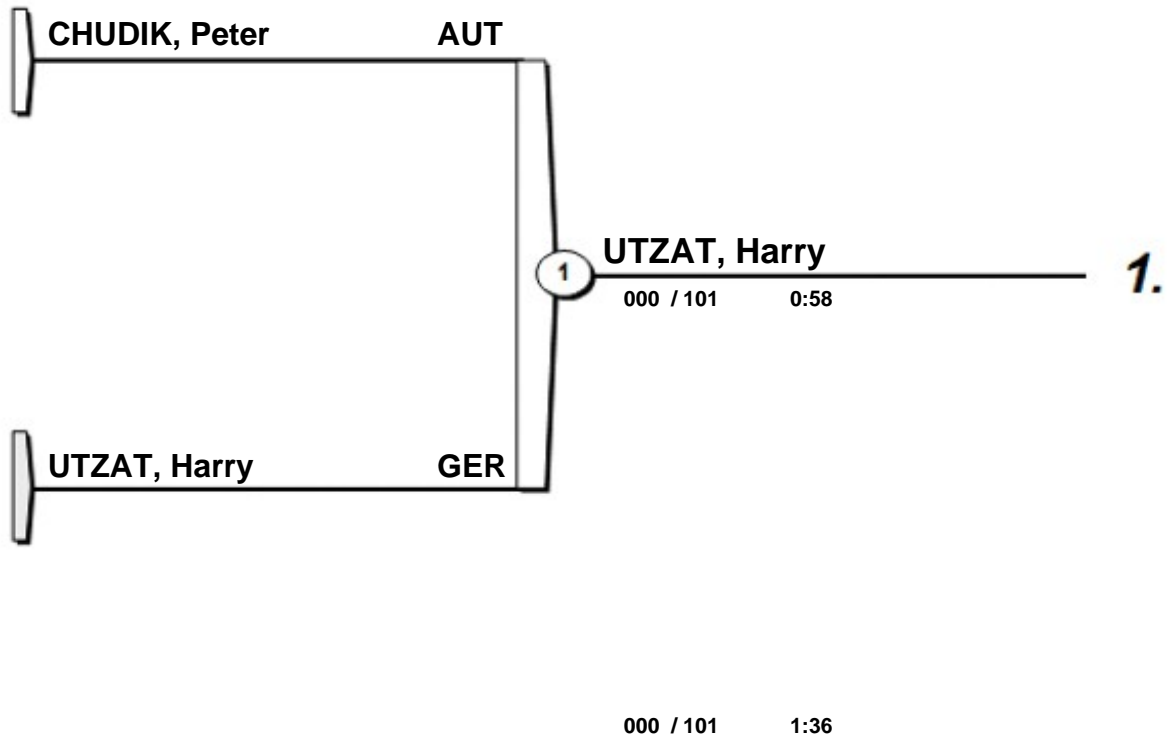 CHUDIK, Peter AUT
UTZAT, Harry
1
1.
000 / 101 0:58
UTZAT, Harry GER
000 / 101 1:36